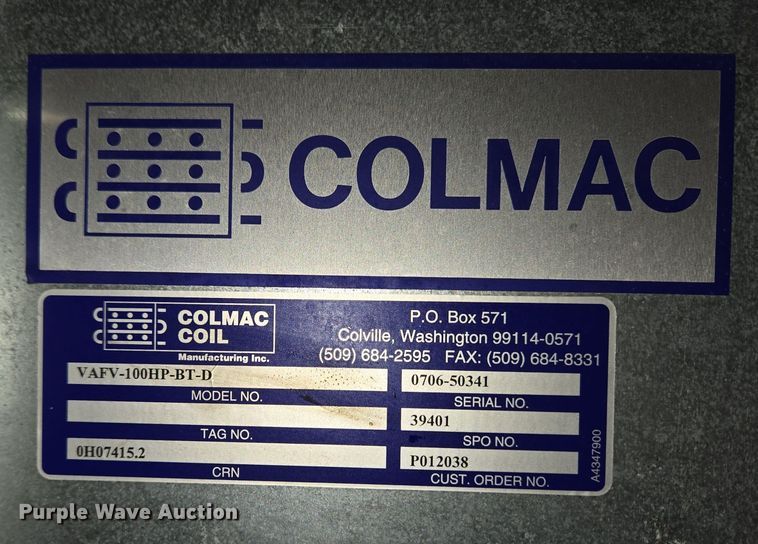 COLMAC
COLMAC COIL Manufacturing Inc.
P.O. Box 571
Colville, Washington 99114-0571
(509) 684-2595 FAX: (509) 684-8331
VAFV-100HP-BT-D
MODEL NO.
0706-50341
SERIAL NO.
TAG NO.
39401
SPO NO.
0H07415.2
CRN
P012038
CUST. ORDER NO.
A4347900
Purple Wave Auction